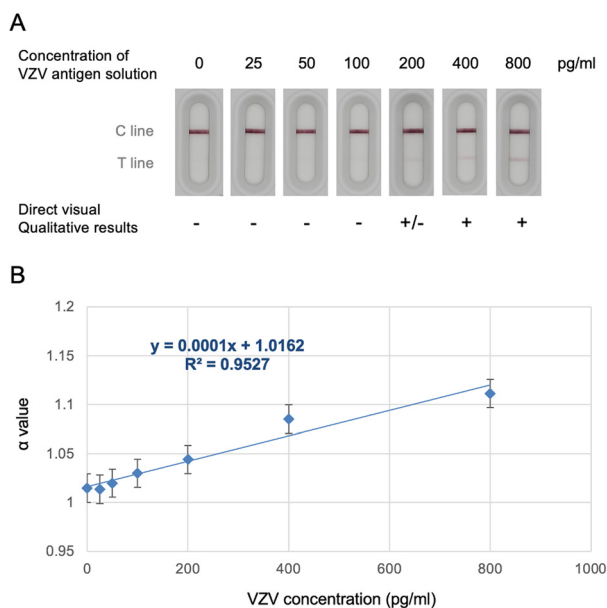 A
Concentration of
VZV antigen solution
0 25 50 100 200 400 800 pg/ml
C line
T line
Direct visual
Qualitative results
- - - - +/- + +
B
1.2
1.15
1.1
1.05
1
0.95
α value
y = 0.0001x + 1.0162
R² = 0.9527
0 200 400 600 800 1000
VZV concentration (pg/ml)